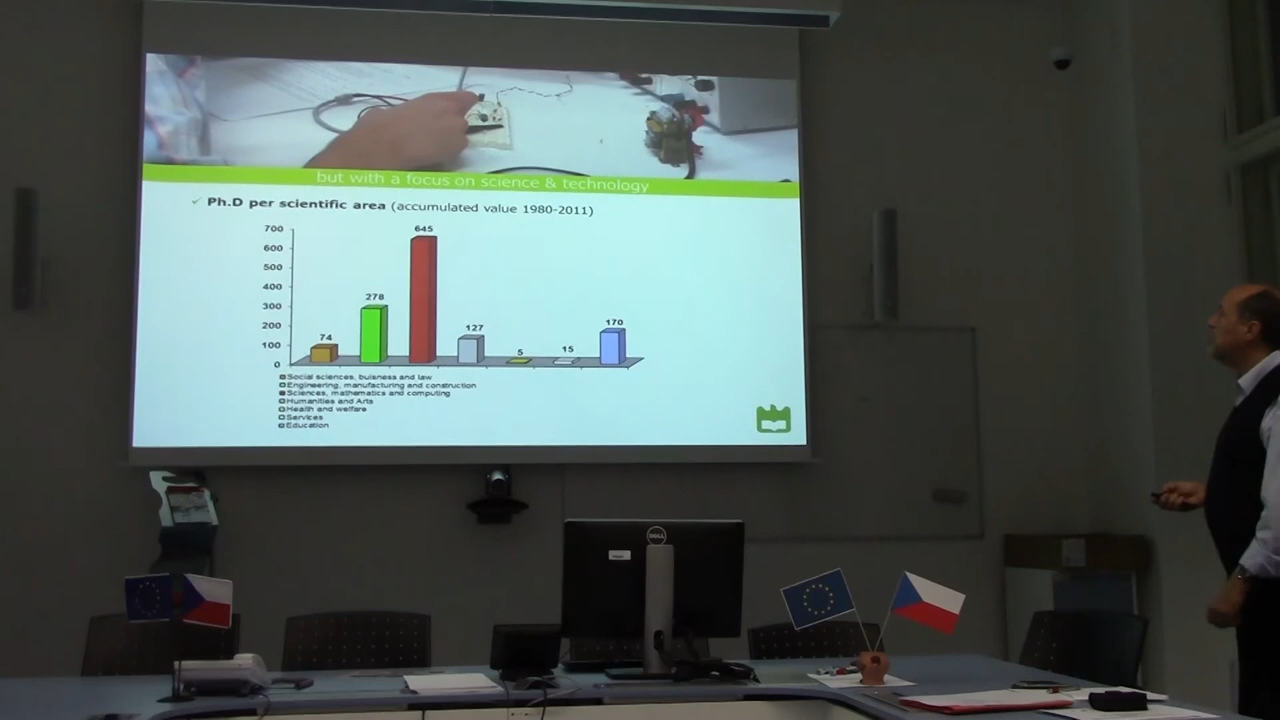 but with a focus on science & technology
✓ Ph.D per scientific area (accumulated value 1980-2011)
700
600
500
400
300
200
100
0
74
278
645
127
5
15
170
Social sciences, buisness and law
Engineering, manufacturing and construction
Sciences, mathematics and computing
Humanities and Arts
Health and welfare
Services
Education
DELL